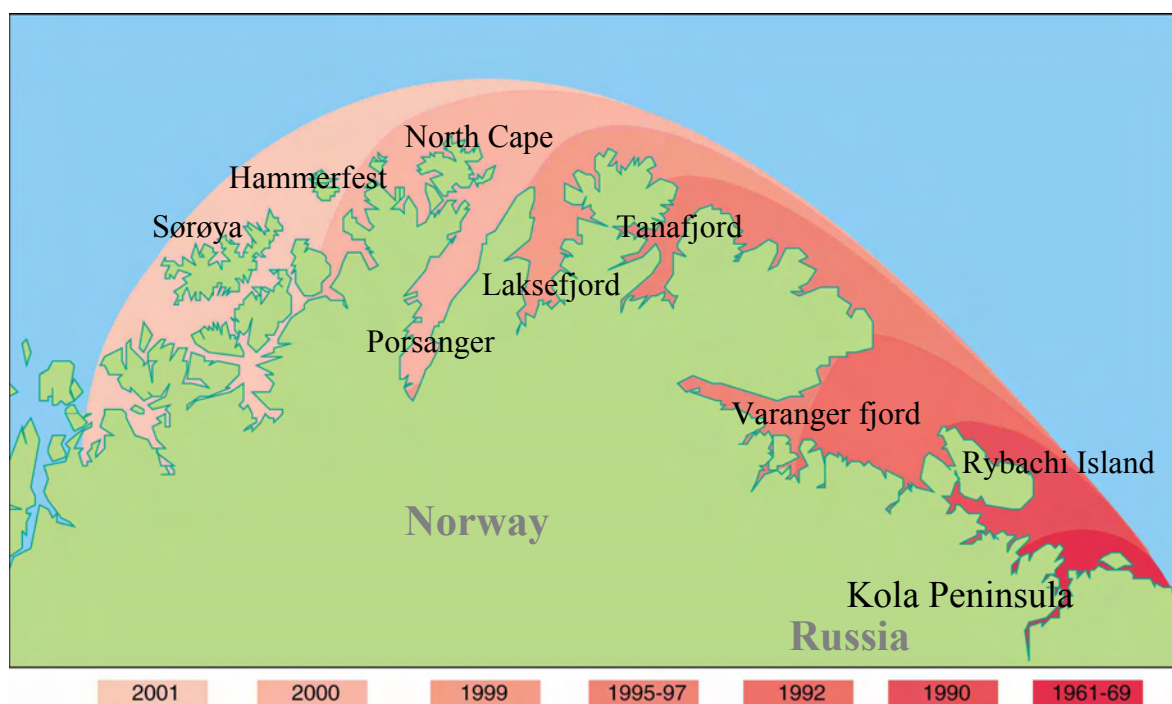 North Cape
Hammerfest
Sørøya
Tanafjord
Laksefjord
Porsanger
Varanger fjord
Rybachi Island
Norway
Kola Peninsula
Russia
2001 2000 1999 1995-97 1992 1990 1961-69